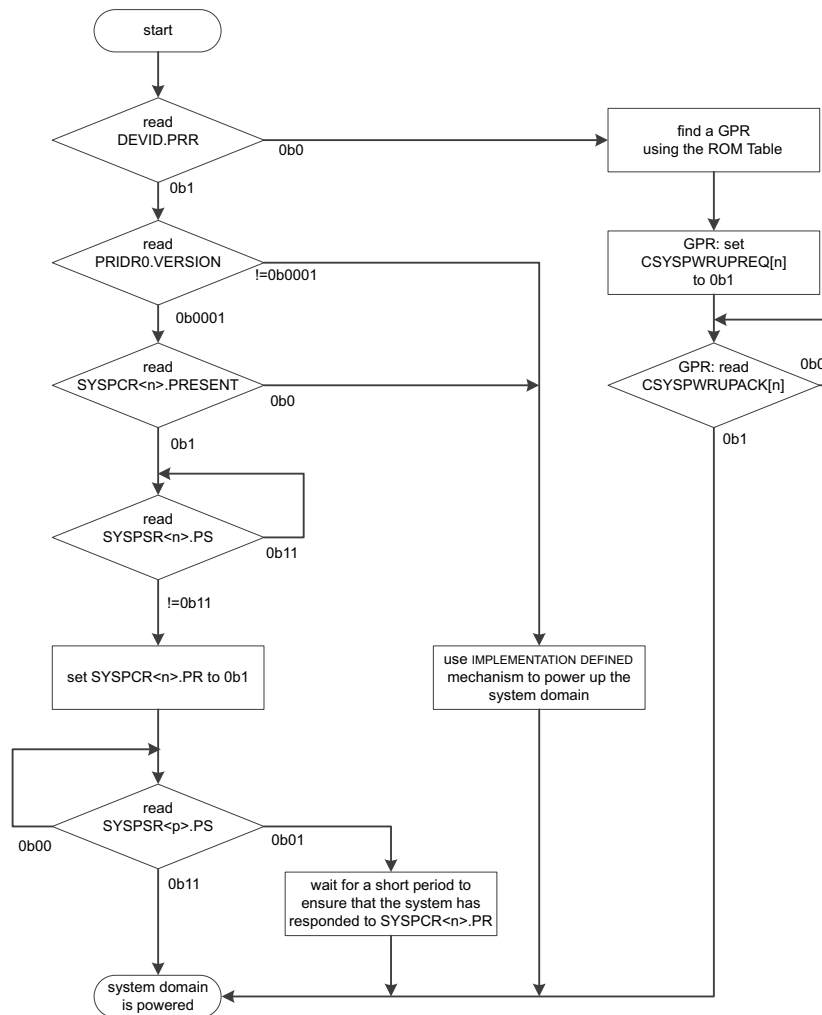 start
read
DEVID.PRR
0b0
0b1
find a GPR
using the ROM Table
read
PRIDR0.VERSION
!=0b0001
0b0001
GPR: set
CSYSPWRUPREQ[n]
to 0b1
read
SYSPCR<n>.PRESENT
0b0
0b1
GPR: read
CSYSPWRUPACK[n]
0b0
0b1
read
SYSPSR<n>.PS
0b11
!=0b11
set SYSPCR<n>.PR to 0b1
use IMPLEMENTATION DEFINED
mechanism to power up the
system domain
read
SYSPSR<p>.PS
0b00
0b01
0b11
wait for a short period to
ensure that the system has
responded to SYSPCR<n>.PR
system domain
is powered